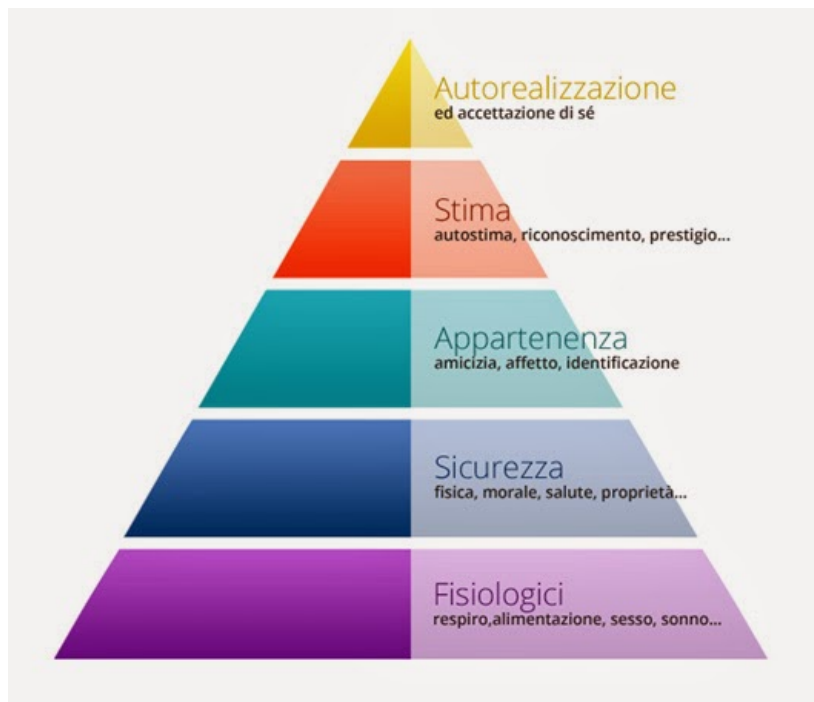 Autorealizzazione
ed accettazione di sé
Stima
autostima, riconoscimento, prestigio...
Appartenenza
amicizia, affetto, identificazione
Sicurezza
fisica, morale, salute, proprietà...
Fisiologici
respiro,alimentazione, sesso, sonno...